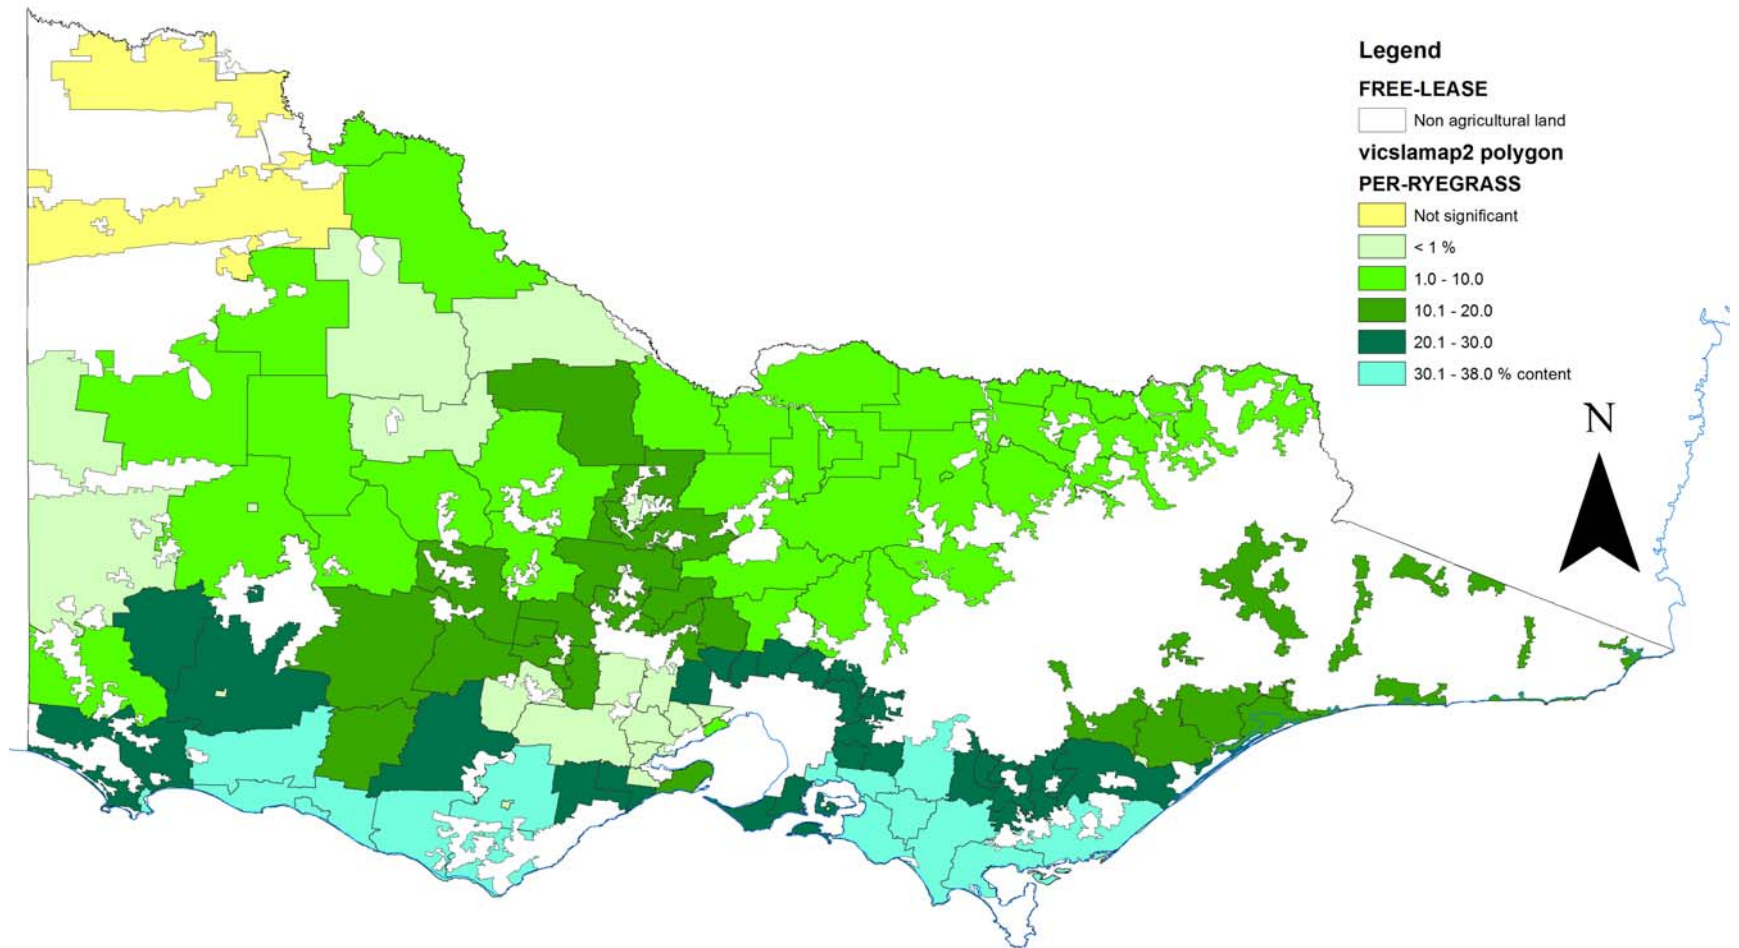 Legend
FREE-LEASE
Non agricultural land
vicslamap2 polygon
PER-RYEGRASS
Not significant
< 1 %
1.0 - 10.0
10.1 - 20.0
20.1 - 30.0
30.1 - 38.0 % content
N